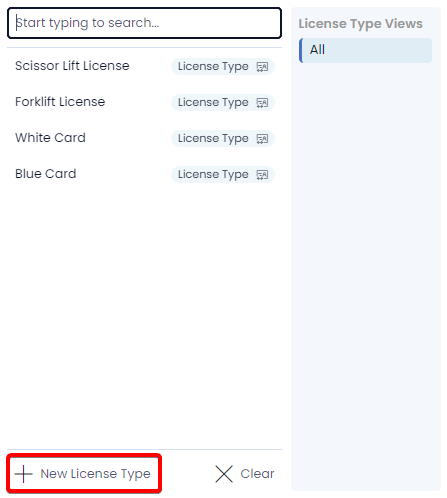 Start typing to search...
License Type Views
All
Scissor Lift License License Type
Forklift License License Type
White Card License Type
Blue Card License Type
New License Type Clear